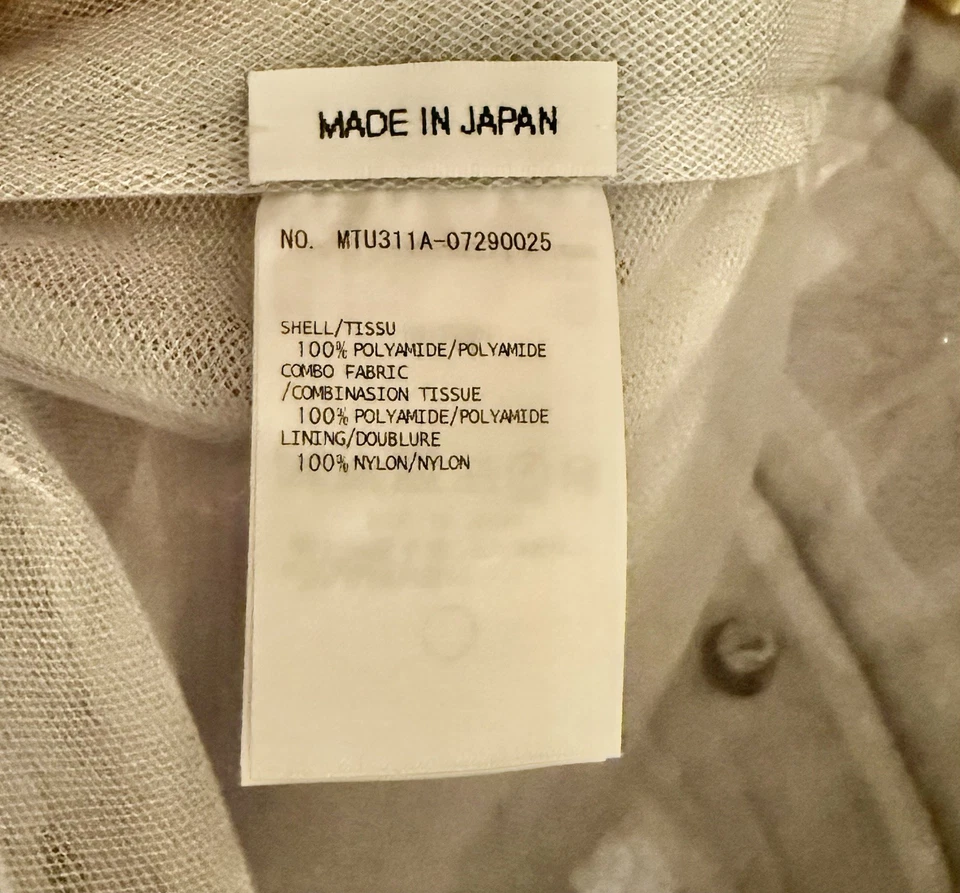 MADE IN JAPAN
NO. MTU311A-07290025
SHELL/TISSU
100% POLYAMIDE/POLYAMIDE
COMBO FABRIC
/COMBINASION TISSUE
100% POLYAMIDE/POLYAMIDE
LINING/DOUBLURE
100% NYLON/NYLON